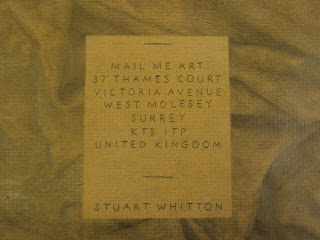 MAIL ME ART
37 THAMES COURT
VICTORIA AVENUE
WEST MOLESEY
SURREY
KT8 1TP
UNITED KINGDOM
STUART WHITTON